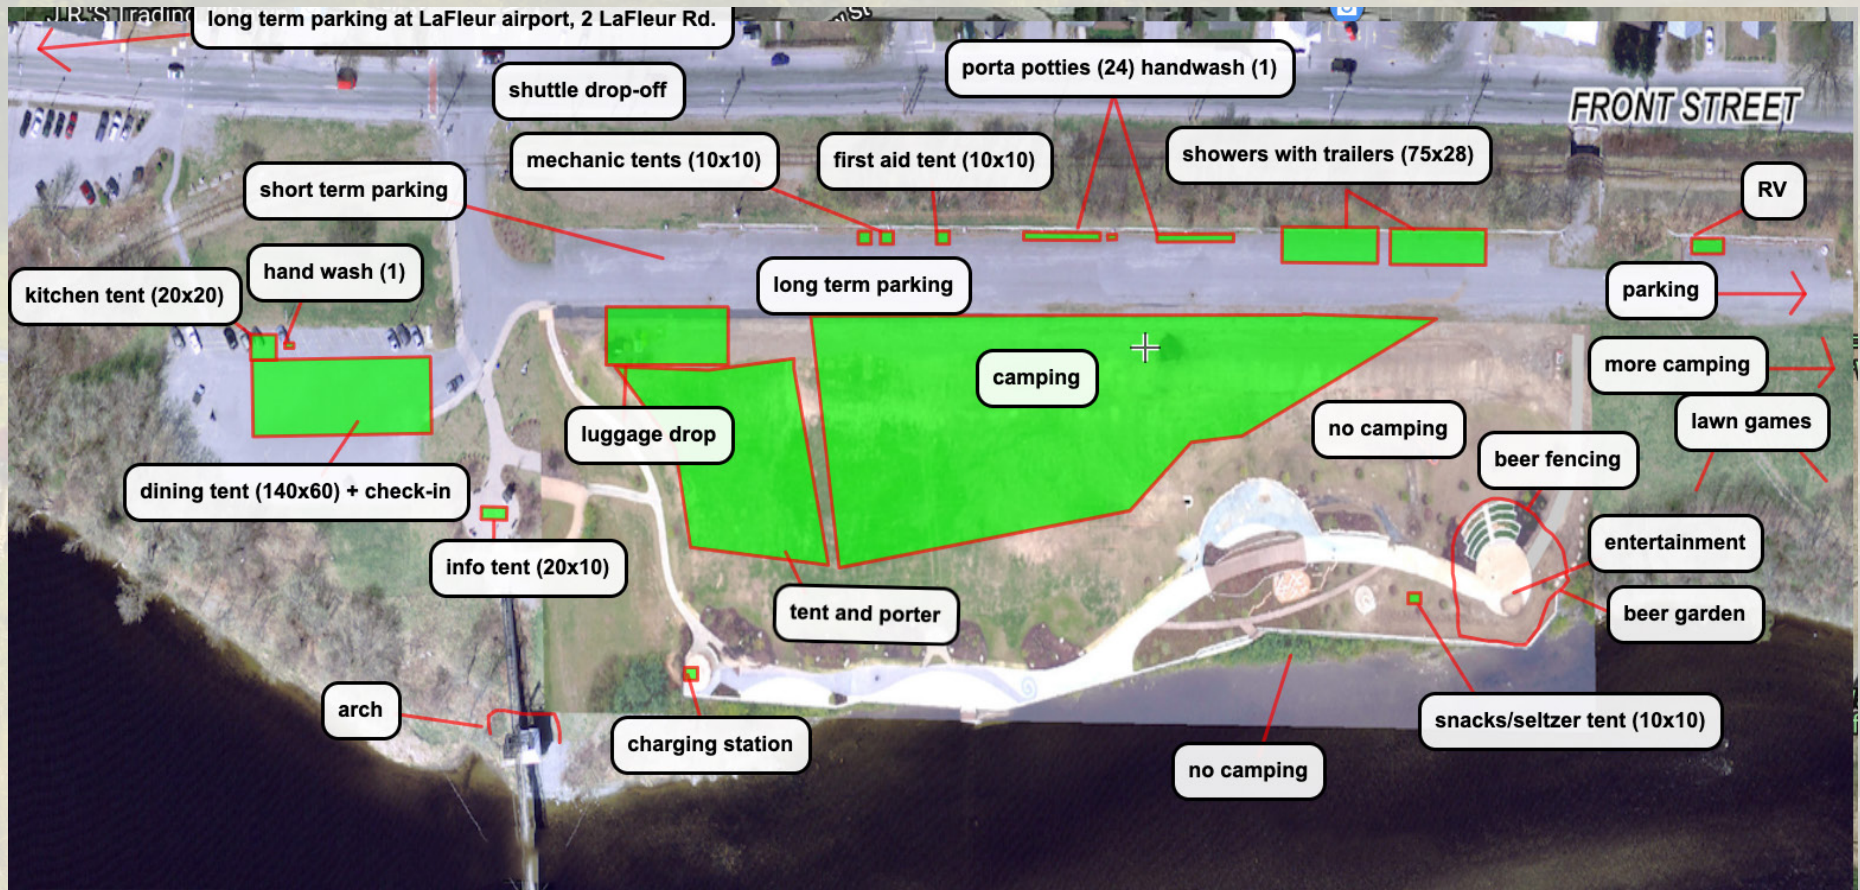 J.R.'S Trading
long term parking at LaFleur airport, 2 LaFleur Rd.
St
shuttle drop-off
porta potties (24) handwash (1)
FRONT STREET
mechanic tents (10x10)
first aid tent (10x10)
showers with trailers (75x28)
short term parking
RV
hand wash (1)
kitchen tent (20x20)
long term parking
parking
camping
more camping
luggage drop
no camping
lawn games
beer fencing
dining tent (140x60) + check-in
info tent (20x10)
entertainment
tent and porter
beer garden
arch
charging station
snacks/seltzer tent (10x10)
no camping